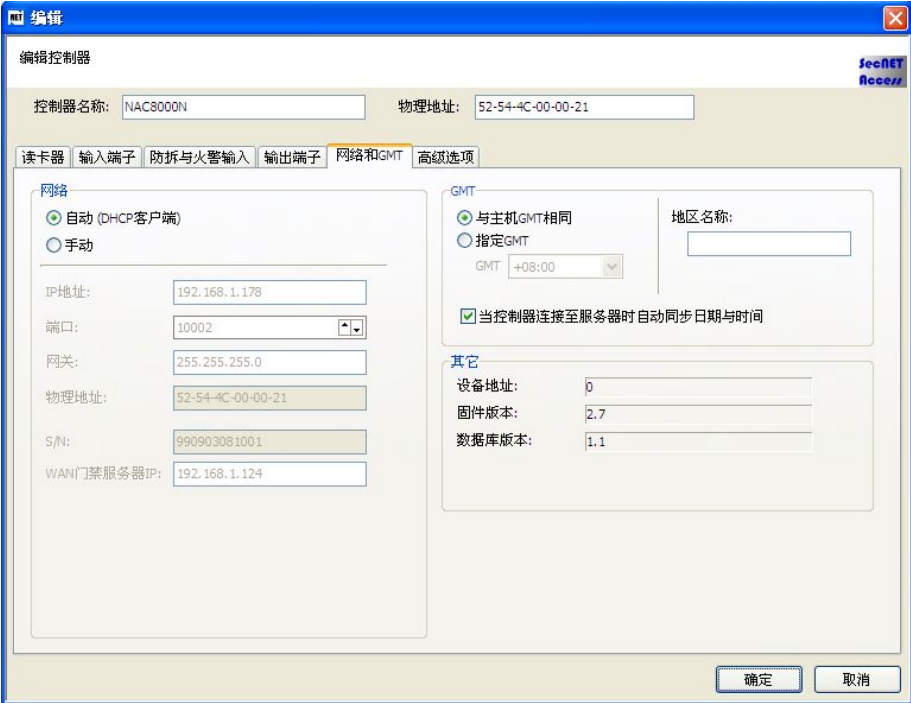 NET 编辑
编辑控制器
SecNET
Access
控制器名称: NAC8000N 物理地址: 52-54-4C-00-00-21
读卡器 输入端子 防拆与火警输入 输出端子 网络和GMT 高级选项
网络
自动 (DHCP客户端)
手动
IP地址: 192.168.1.178
端口: 10002
网关: 255.255.255.0
物理地址: 52-54-4C-00-00-21
S/N: 990903081001
WAN门禁服务器IP: 192.168.1.124
GMT
与主机GMT相同
指定GMT
GMT +08:00
地区名称:
当控制器连接至服务器时自动同步日期与时间
其它
设备地址: 0
固件版本: 2.7
数据库版本: 1.1
确定 取消